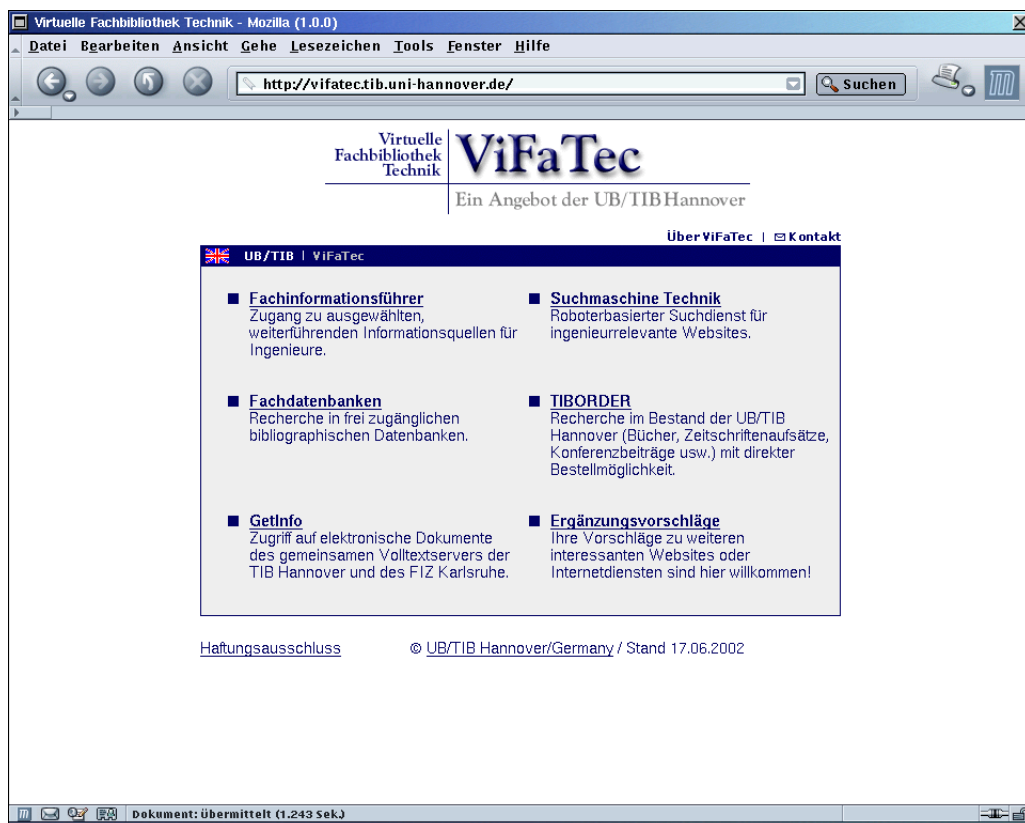 Virtuelle Fachbibliothek Technik - Mozilla (1.0.0)
Datei Bearbeiten Ansicht Gehe Lesezeichen Tools Fenster Hilfe
http://vifatec.tib.uni-hannover.de/ Suchen
Virtuelle
Fachbibliothek
Technik
ViFaTec
Ein Angebot der UB/TIB Hannover
Über ViFaTec | Kontakt
UB/TIB | ViFaTec
Fachinformationsführer
Zugang zu ausgewählten,
weiterführenden Informationsquellen für
Ingenieure.
Suchmaschine Technik
Roboterbasierter Suchdienst für
ingenieurrelevante Websites.
Fachdatenbanken
Recherche in frei zugänglichen
bibliographischen Datenbanken.
TIBORDER
Recherche im Bestand der UB/TIB
Hannover (Bücher, Zeitschriftenaufsätze,
Konferenzbeiträge usw.) mit direkter
Bestellmöglichkeit.
GetInfo
Zugriff auf elektronische Dokumente
des gemeinsamen Volltextservers der
TIB Hannover und des FIZ Karlsruhe.
Ergänzungsvorschläge
Ihre Vorschläge zu weiteren
interessanten Websites oder
Internetdiensten sind hier willkommen!
Haftungsausschluss © UB/TIB Hannover/Germany / Stand 17.06.2002
Dokument: übermittelt (1.243 Sek.)